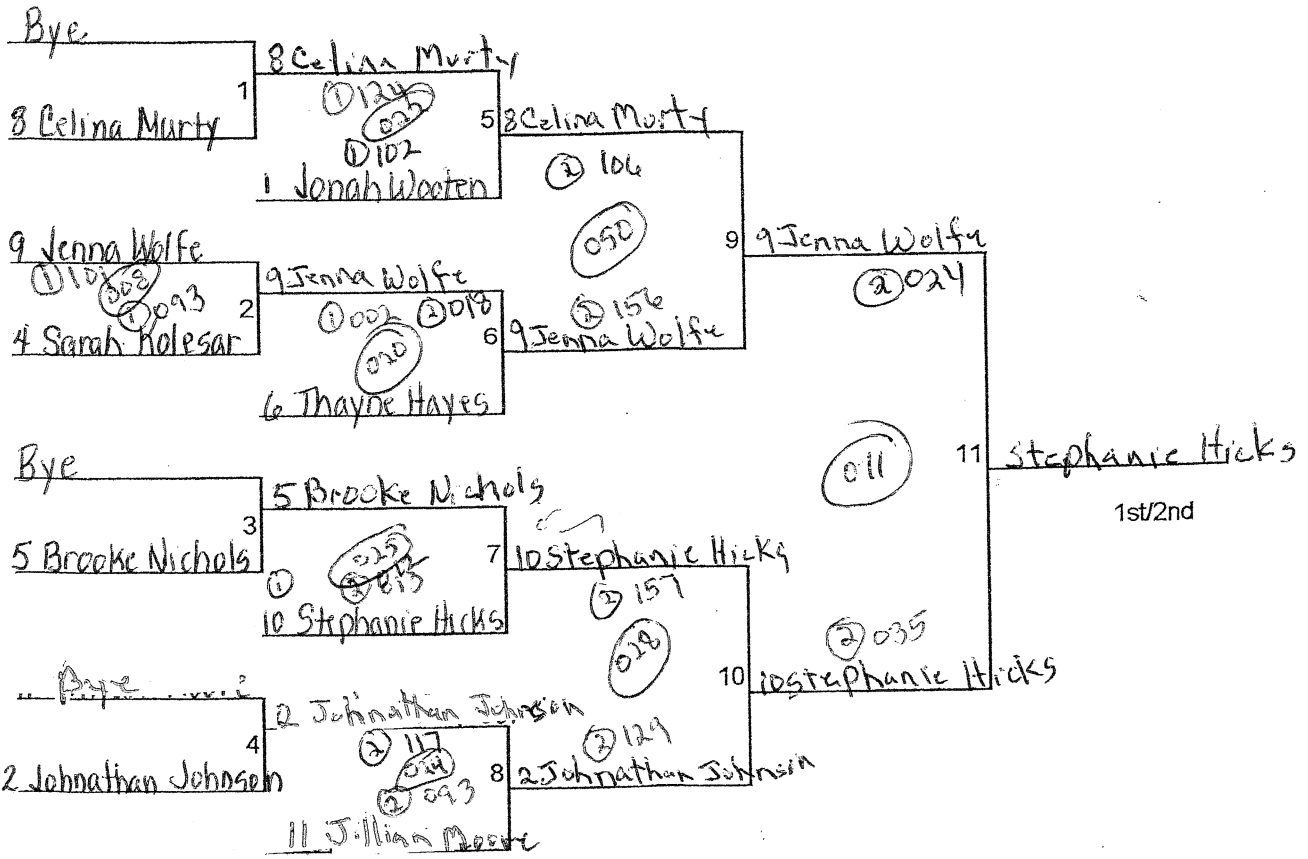 Bye
1
8 Celina Murty
8 Celina Murty
① 124
022
① 102
1 Jonah Wooten
5
8 Celina Murty
② 106
050
② 156
9 Jenna Wolfe
9 Jenna Wolfe
① 101
308
① 093
4 Sarah Kolesar
2
9 Jenna Wolfe
① 002 ② 018
020
6 Thayne Hayes
6
9
9 Jenna Wolfe
② 024
011
② 035
10 Stephanie Hicks
11
Stephanie Hicks
1st/2nd
Bye
3
5 Brooke Nichols
5 Brooke Nichols
①
025
②
10 Stephanie Hicks
7
10 Stephanie Hicks
② 157
028
② 129
2 Johnathan Johnson
10
Bye
4
2 Johnathan Johnson
2 Johnathan Johnson
② 117
024
② 093
11 Jillian Moore
8